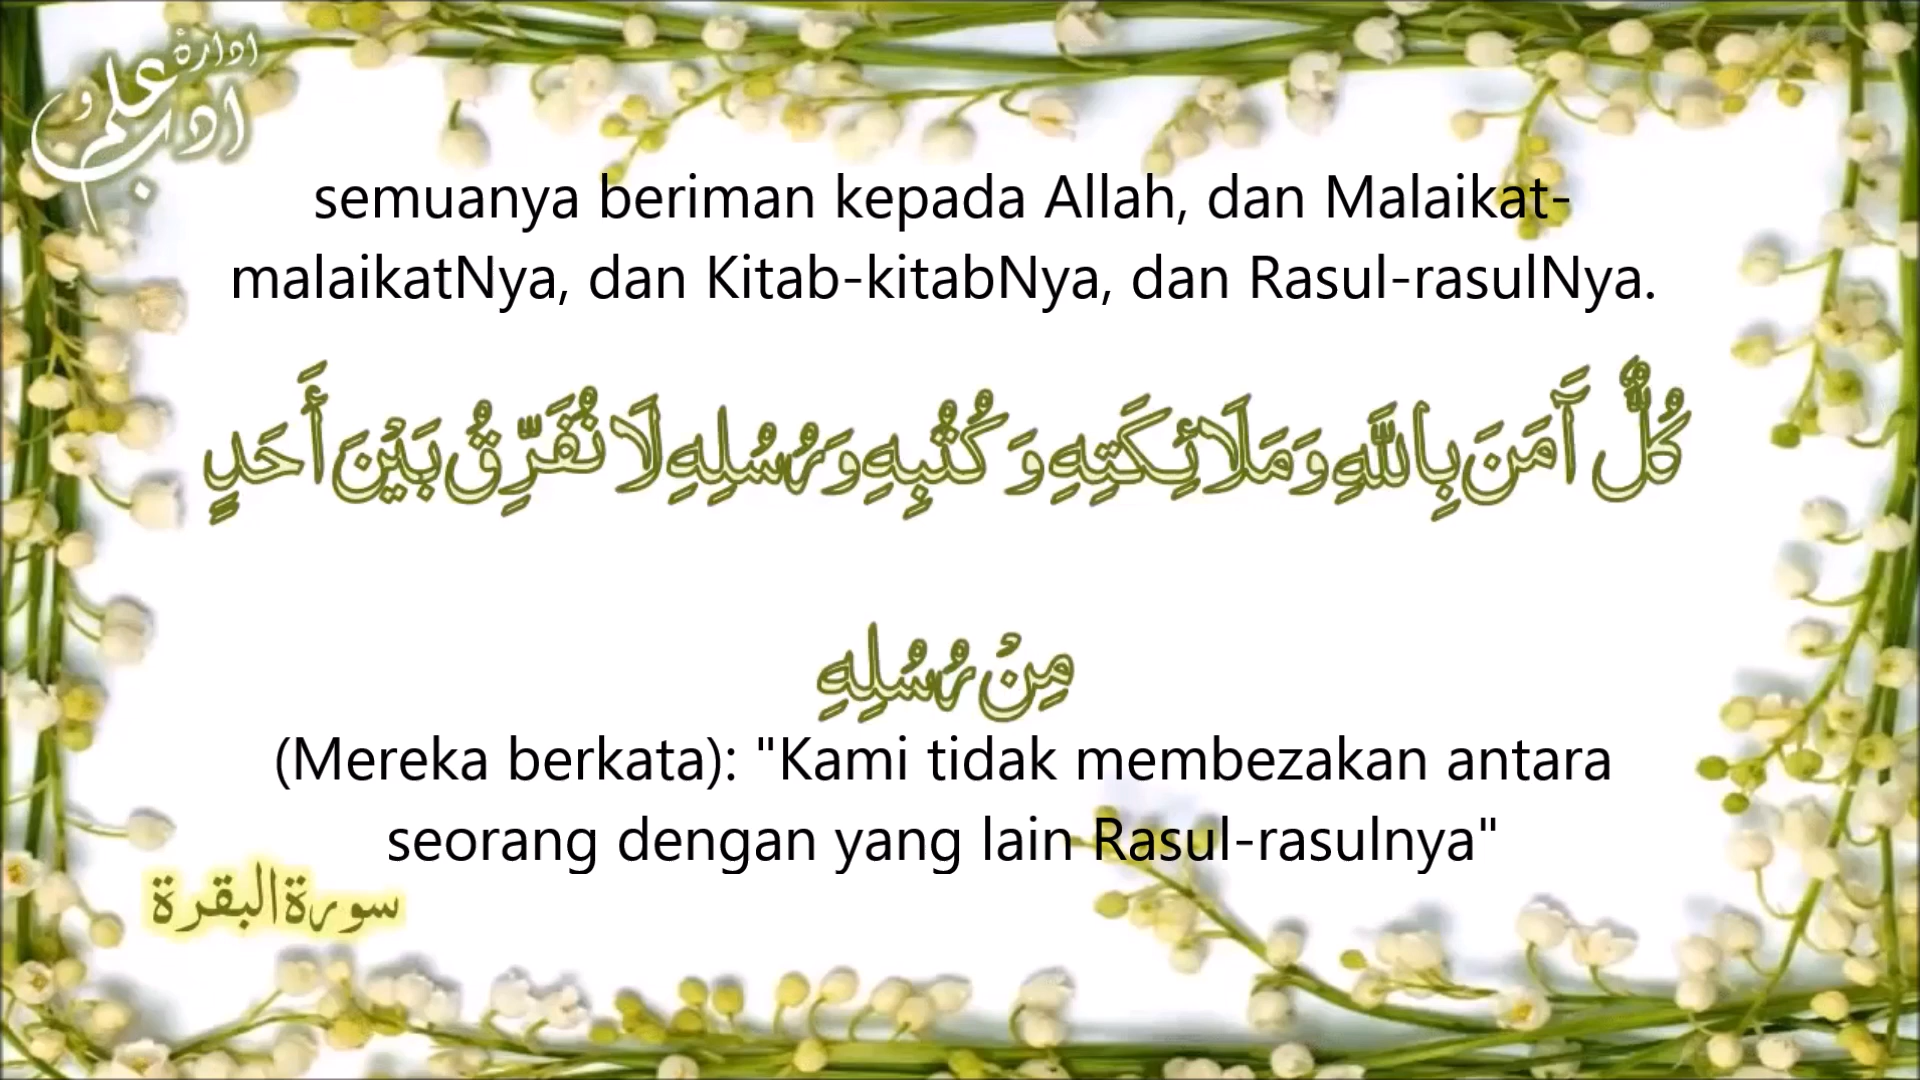 ادارۂ
علم و
ادب
semuanya beriman kepada Allah, dan Malaikat-
malaikatNya, dan Kitab-kitabNya, dan Rasul-rasulNya.
كُلٌّ آَمَنَ بِاللَّهِ وَمَلَائِكَتِهِ وَكُتُبِهِ وَرُسُلِهِ لَا نُفَرِّقُ بَيْنَ أَحَدٍ
مِنْ رُسُلِهِ
(Mereka berkata): "Kami tidak membezakan antara
seorang dengan yang lain Rasul-rasulnya"
سورة البقرة